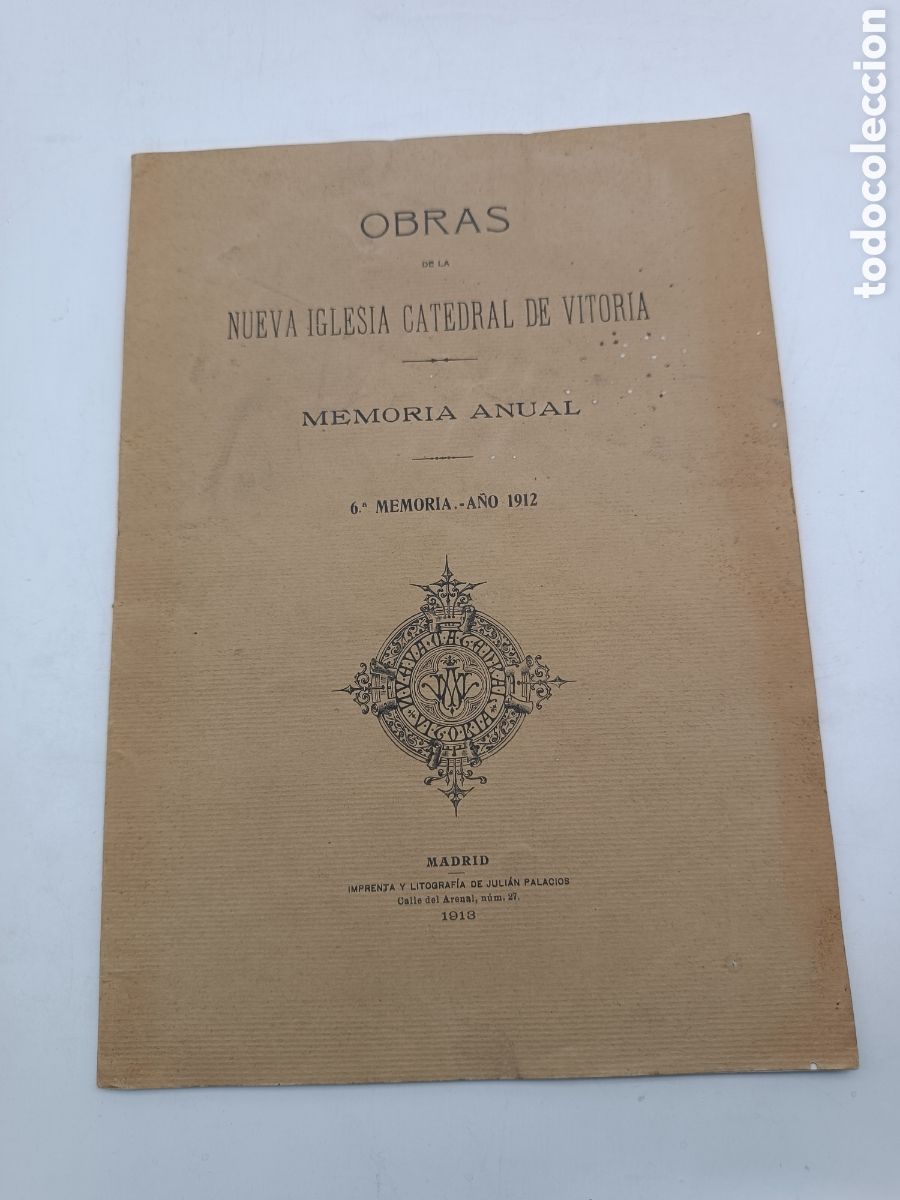 OBRAS
DE LA
NUEVA IGLESIA CATEDRAL DE VITORIA
MEMORIA ANUAL
6.ª MEMORIA.-AÑO 1912
MADRID
IMPRENTA Y LITOGRAFÍA DE JULIÁN PALACIOS
Calle del Arenal, núm. 27.
1913
todocoleccion